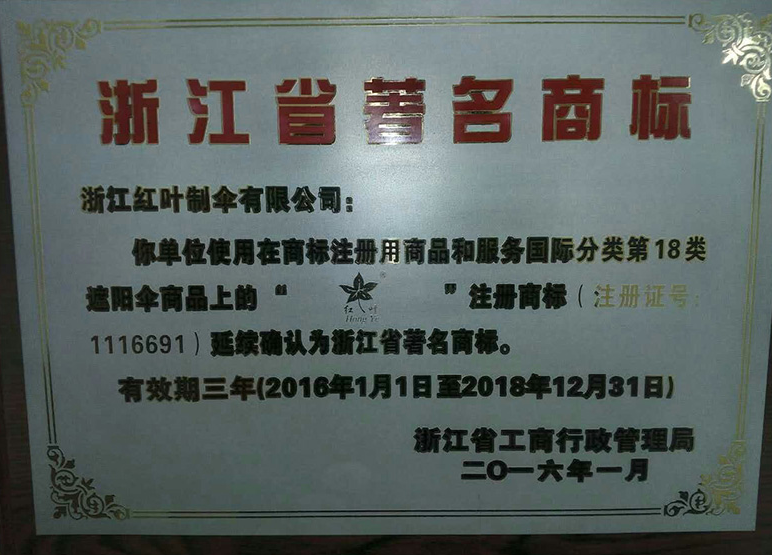 浙江省著名商标
浙江红叶制伞有限公司：
你单位使用在商标注册用商品和服务国际分类第18类
遮阳伞商品上的“ 红叶 ® Hong Ye ”注册商标（注册证号：
1116691）延续确认为浙江省著名商标。
有效期三年(2016年1月1日至2018年12月31日)
浙江省工商行政管理局
二〇一六年一月